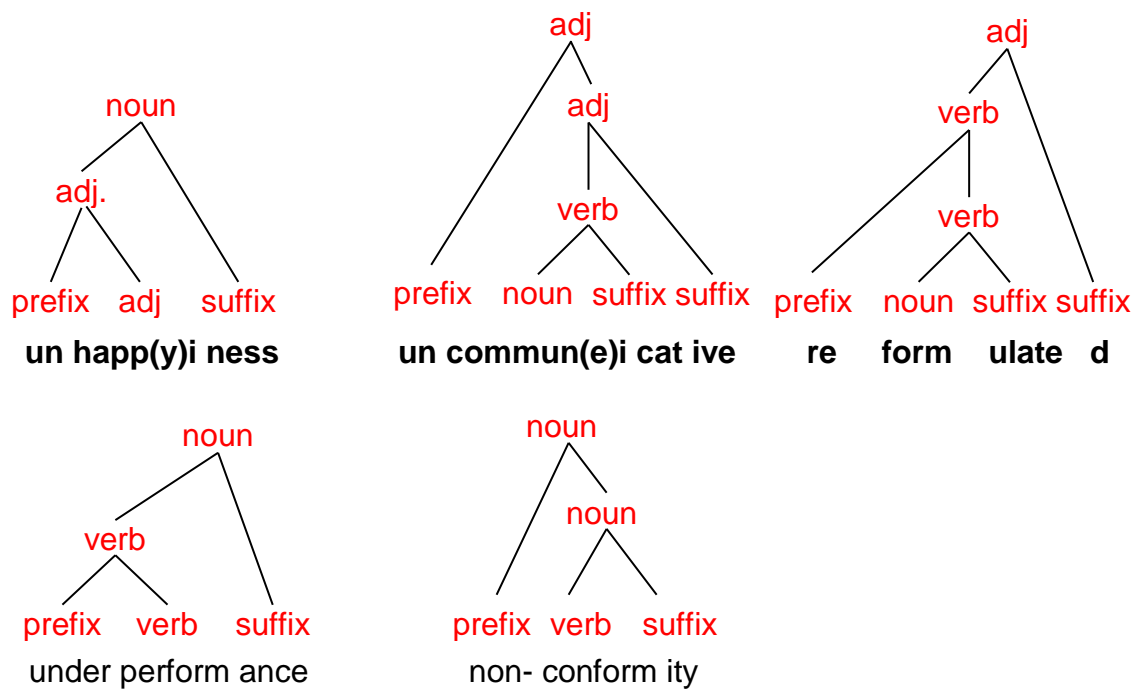 noun
adj.
prefix adj suffix
un happ(y)i ness
adj
adj
verb
prefix noun suffix suffix
un commun(e)i cat ive
adj
verb
verb
prefix noun suffix suffix
re form ulate d
noun
verb
prefix verb suffix
under perform ance
noun
noun
prefix verb suffix
non- conform ity